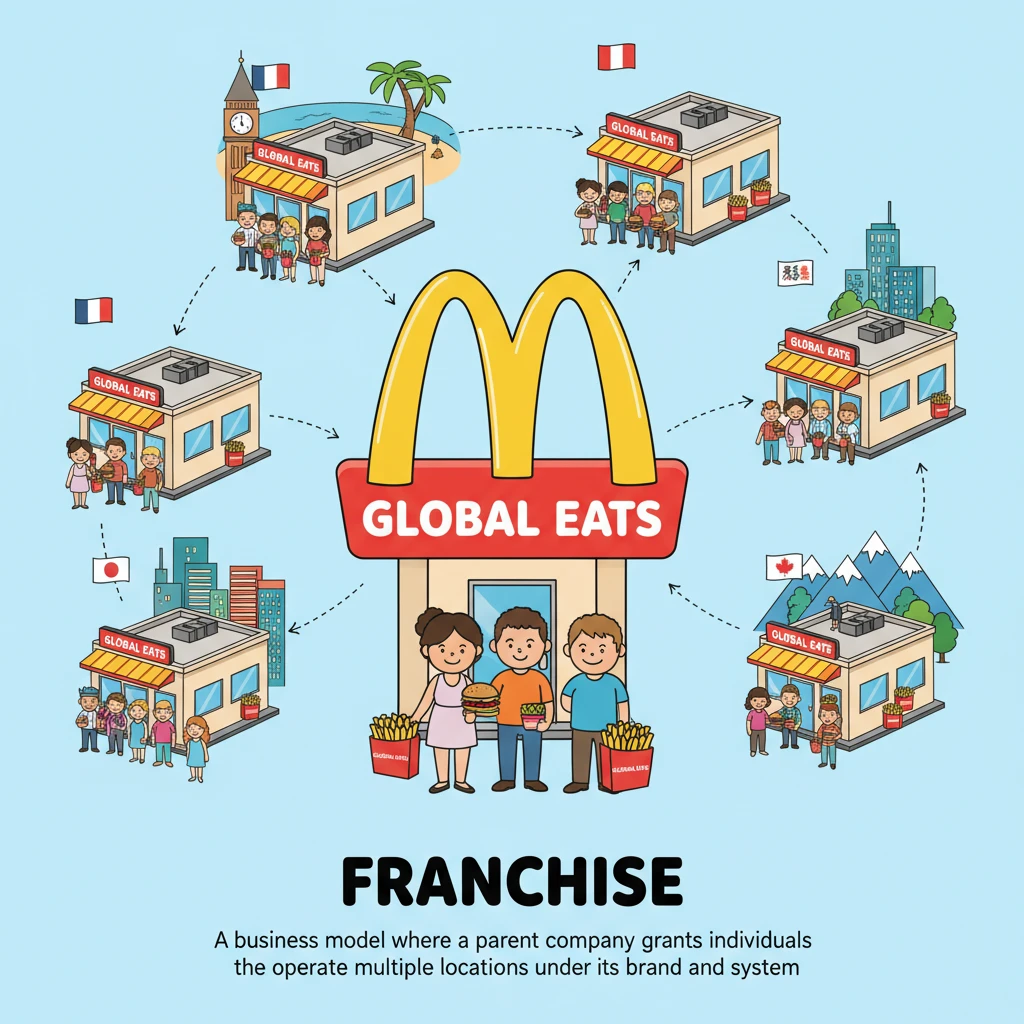 GLOBAL EATS
GLOBAL EATS
GLOBAL EATS
GLOBAL EATS
GLOBAL EATS
GLOBAL EATS
GLOBAL EATS
FRANCHISE
A business model where a parent company grants individuals
the operate multiple locations under its brand and system